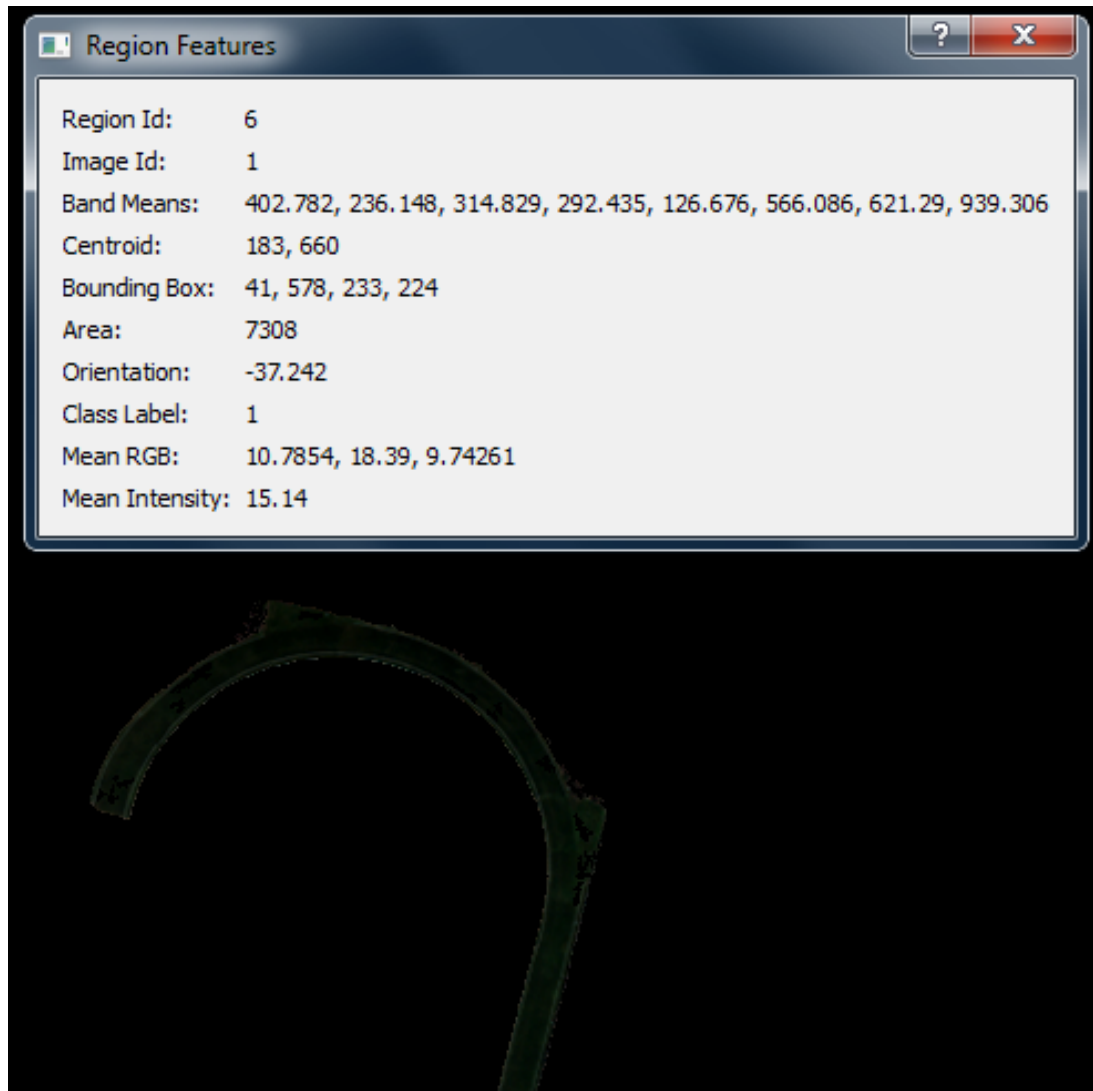 Region Features
Region Id: 6
Image Id: 1
Band Means: 402.782, 236.148, 314.829, 292.435, 126.676, 566.086, 621.29, 939.306
Centroid: 183, 660
Bounding Box: 41, 578, 233, 224
Area: 7308
Orientation: -37.242
Class Label: 1
Mean RGB: 10.7854, 18.39, 9.74261
Mean Intensity: 15.14